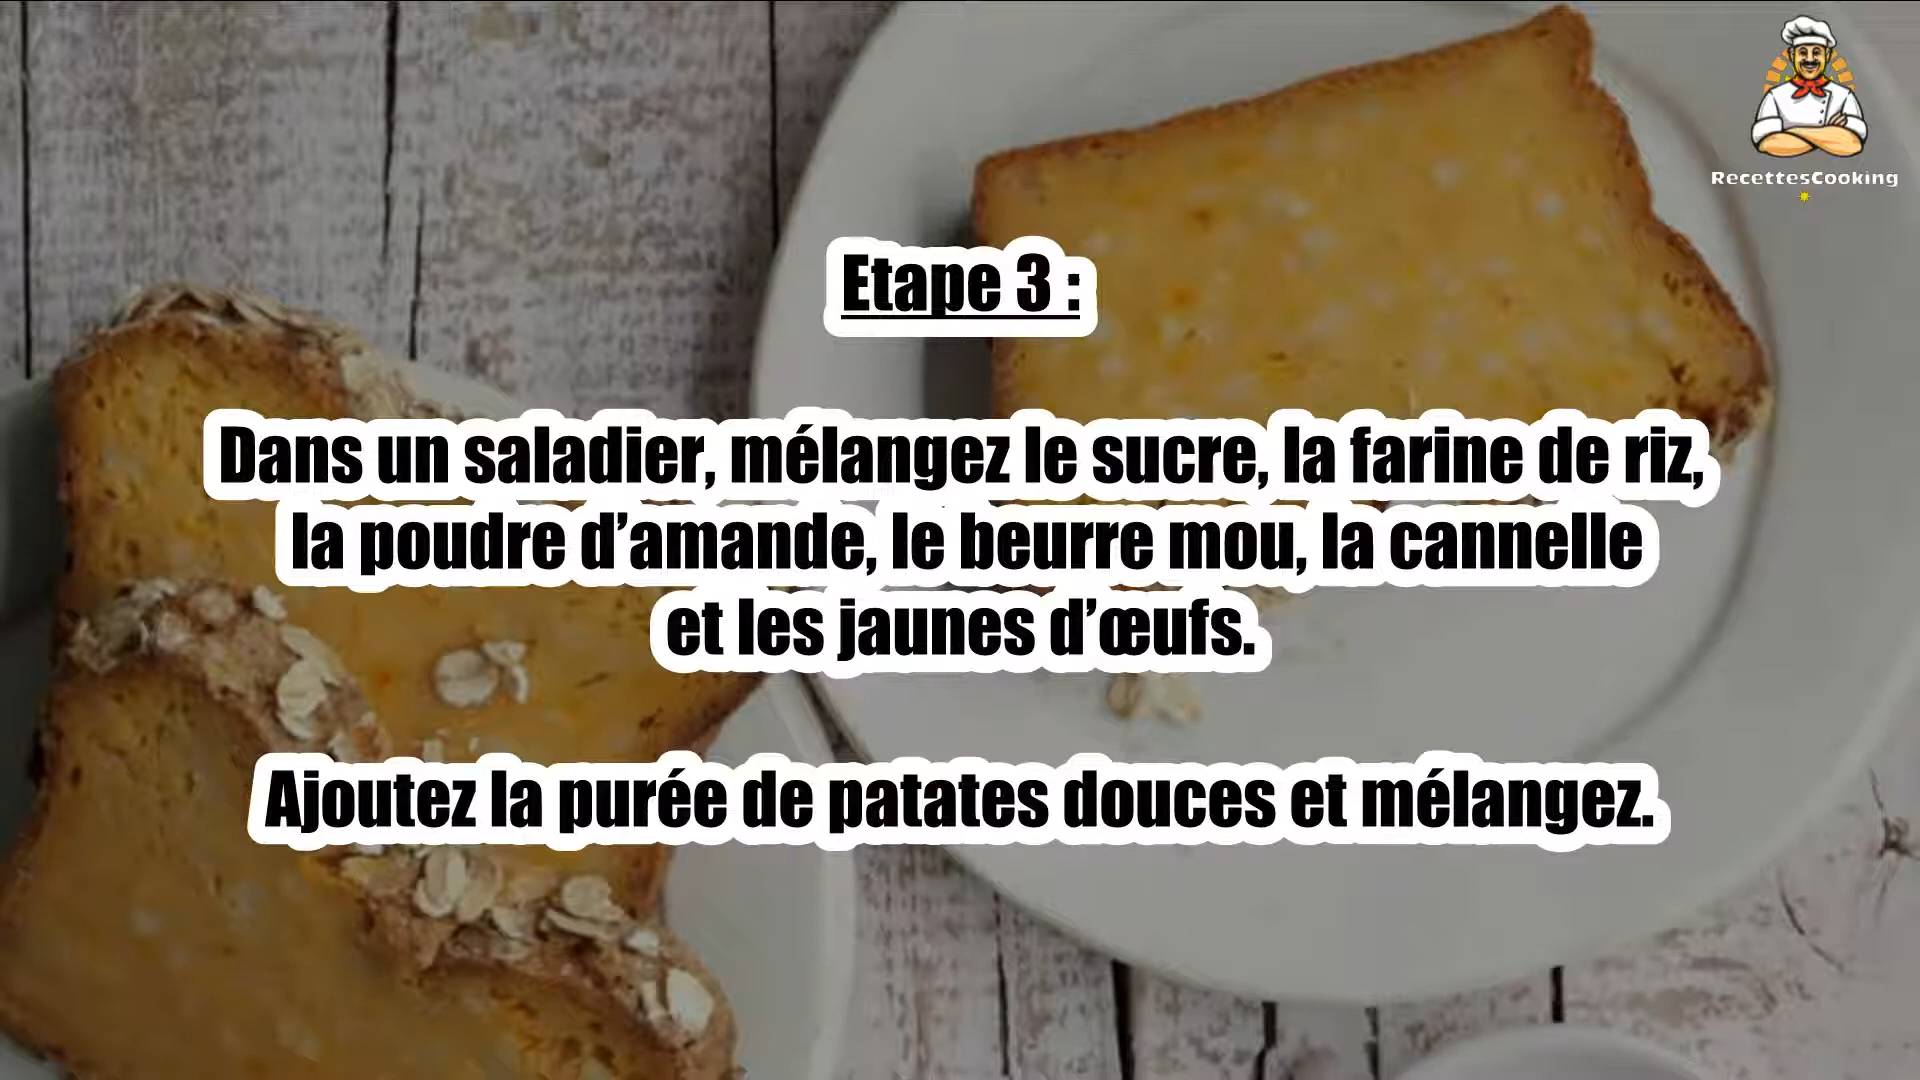 RecettesCooking
Etape 3 :
Dans un saladier, mélangez le sucre, la farine de riz,
la poudre d’amande, le beurre mou, la cannelle
et les jaunes d’œufs.
Ajoutez la purée de patates douces et mélangez.